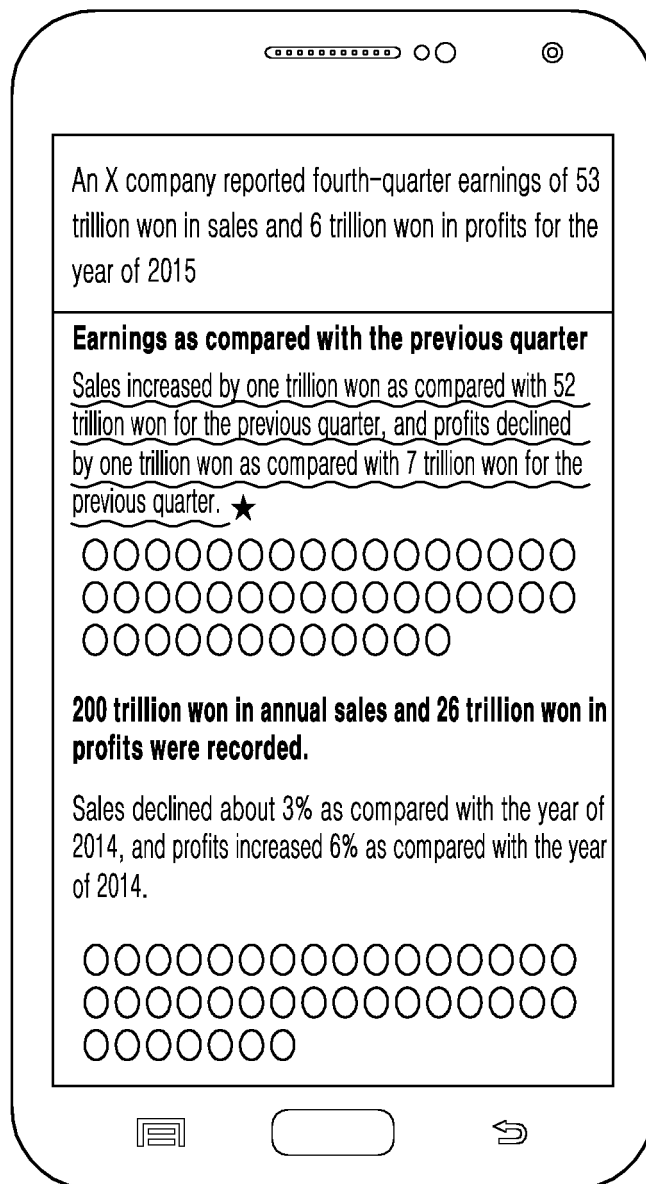 An X company reported fourth-quarter earnings of 53
trillion won in sales and 6 trillion won in profits for the
year of 2015
Earnings as compared with the previous quarter
Sales increased by one trillion won as compared with 52
trillion won for the previous quarter, and profits declined
by one trillion won as compared with 7 trillion won for the
previous quarter. ★
○○○○○○○○○○○○○○○○
○○○○○○○○○○○○○○○○
○○○○○○○○○○○○
200 trillion won in annual sales and 26 trillion won in
profits were recorded.
Sales declined about 3% as compared with the year of
2014, and profits increased 6% as compared with the year
of 2014.
○○○○○○○○○○○○○○○○
○○○○○○○○○○○○○○○○
○○○○○○○